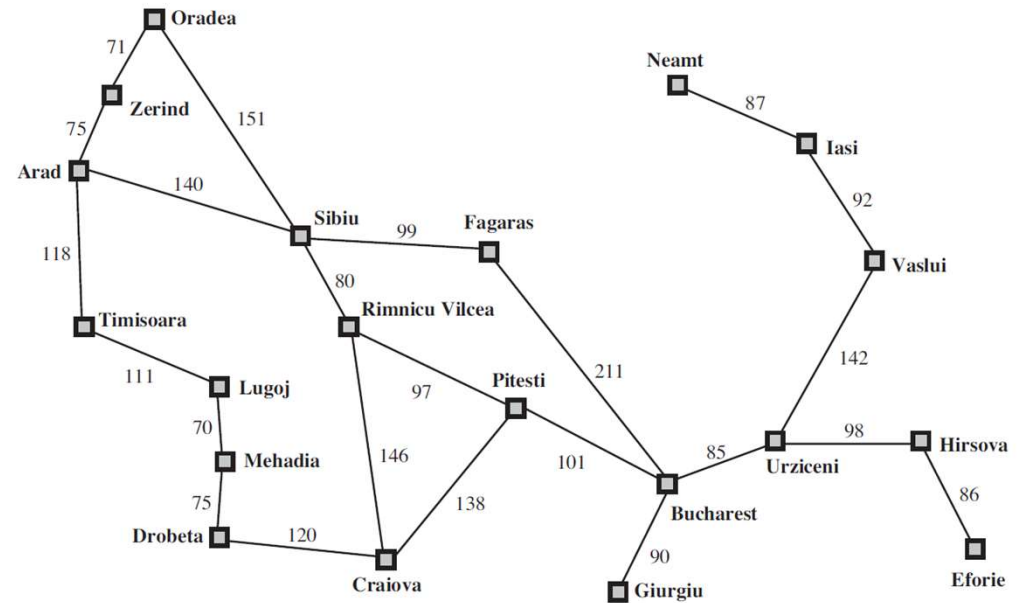 Oradea
71
Neamt
87
Zerind
151
75
Iasi
Arad
140
92
Sibiu
99
Fagaras
118
80
Vaslui
Rimnicu Vilcea
Timisoara
142
111
211
Pitesti
Lugoj
97
70
98
85
Hirsova
146
101
Urziceni
Mehadia
138
86
75
Bucharest
Drobeta
120
90
Craiova
Giurgiu
Eforie